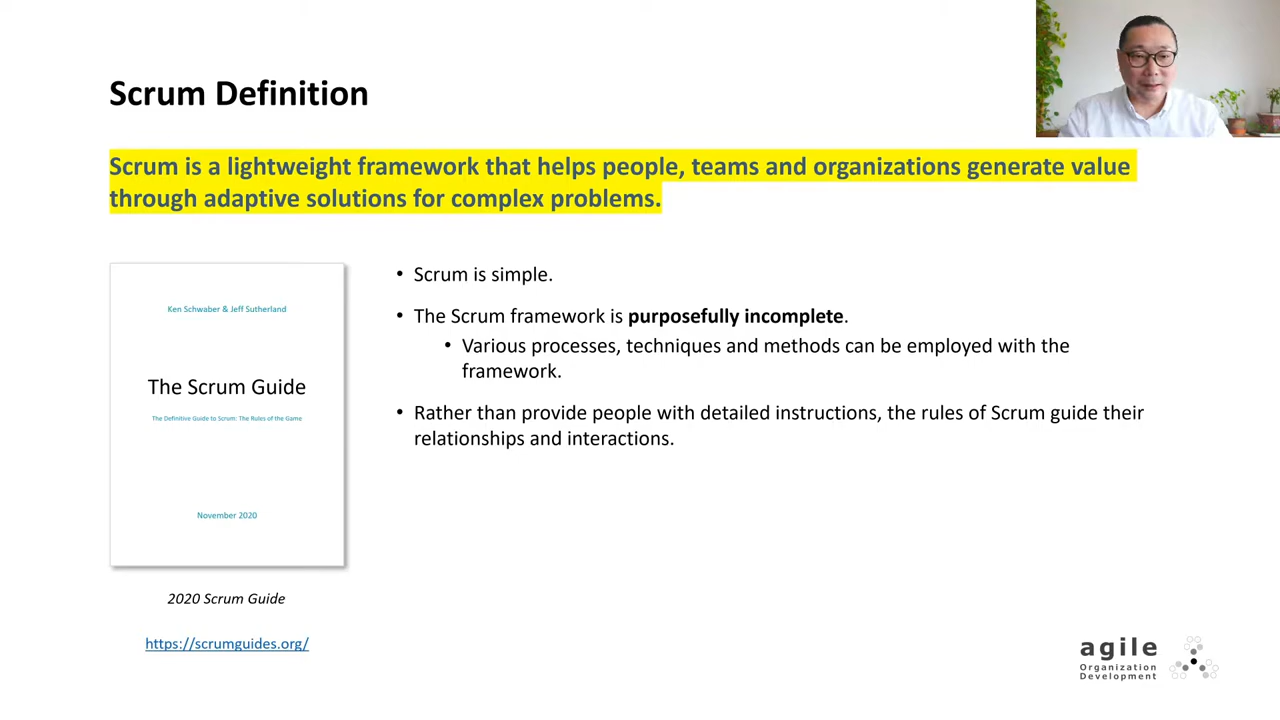 Scrum Definition
Scrum is a lightweight framework that helps people, teams and organizations generate value
through adaptive solutions for complex problems.
Ken Schwaber & Jeff Sutherland
The Scrum Guide
The Definitive Guide to Scrum: The Rules of the Game
November 2020
2020 Scrum Guide
https://scrumguides.org/
• Scrum is simple.
• The Scrum framework is purposefully incomplete.
• Various processes, techniques and methods can be employed with the
framework.
• Rather than provide people with detailed instructions, the rules of Scrum guide their
relationships and interactions.
agile
Organization
Development